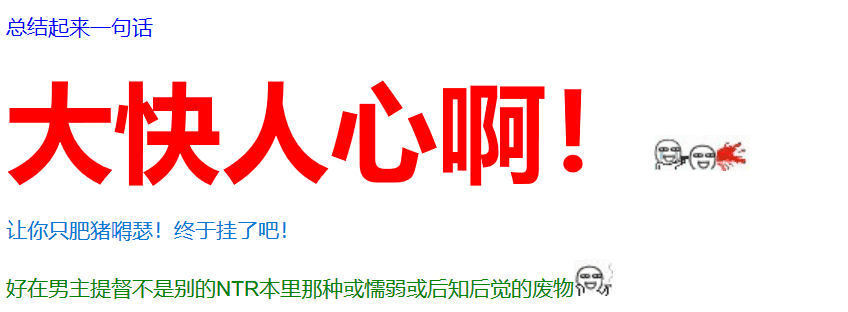 总结起来一句话
大快人心啊！
让你只肥猪嘚瑟！终于挂了吧！
好在男主提督不是别的NTR本里那种或懦弱或后知后觉的废物